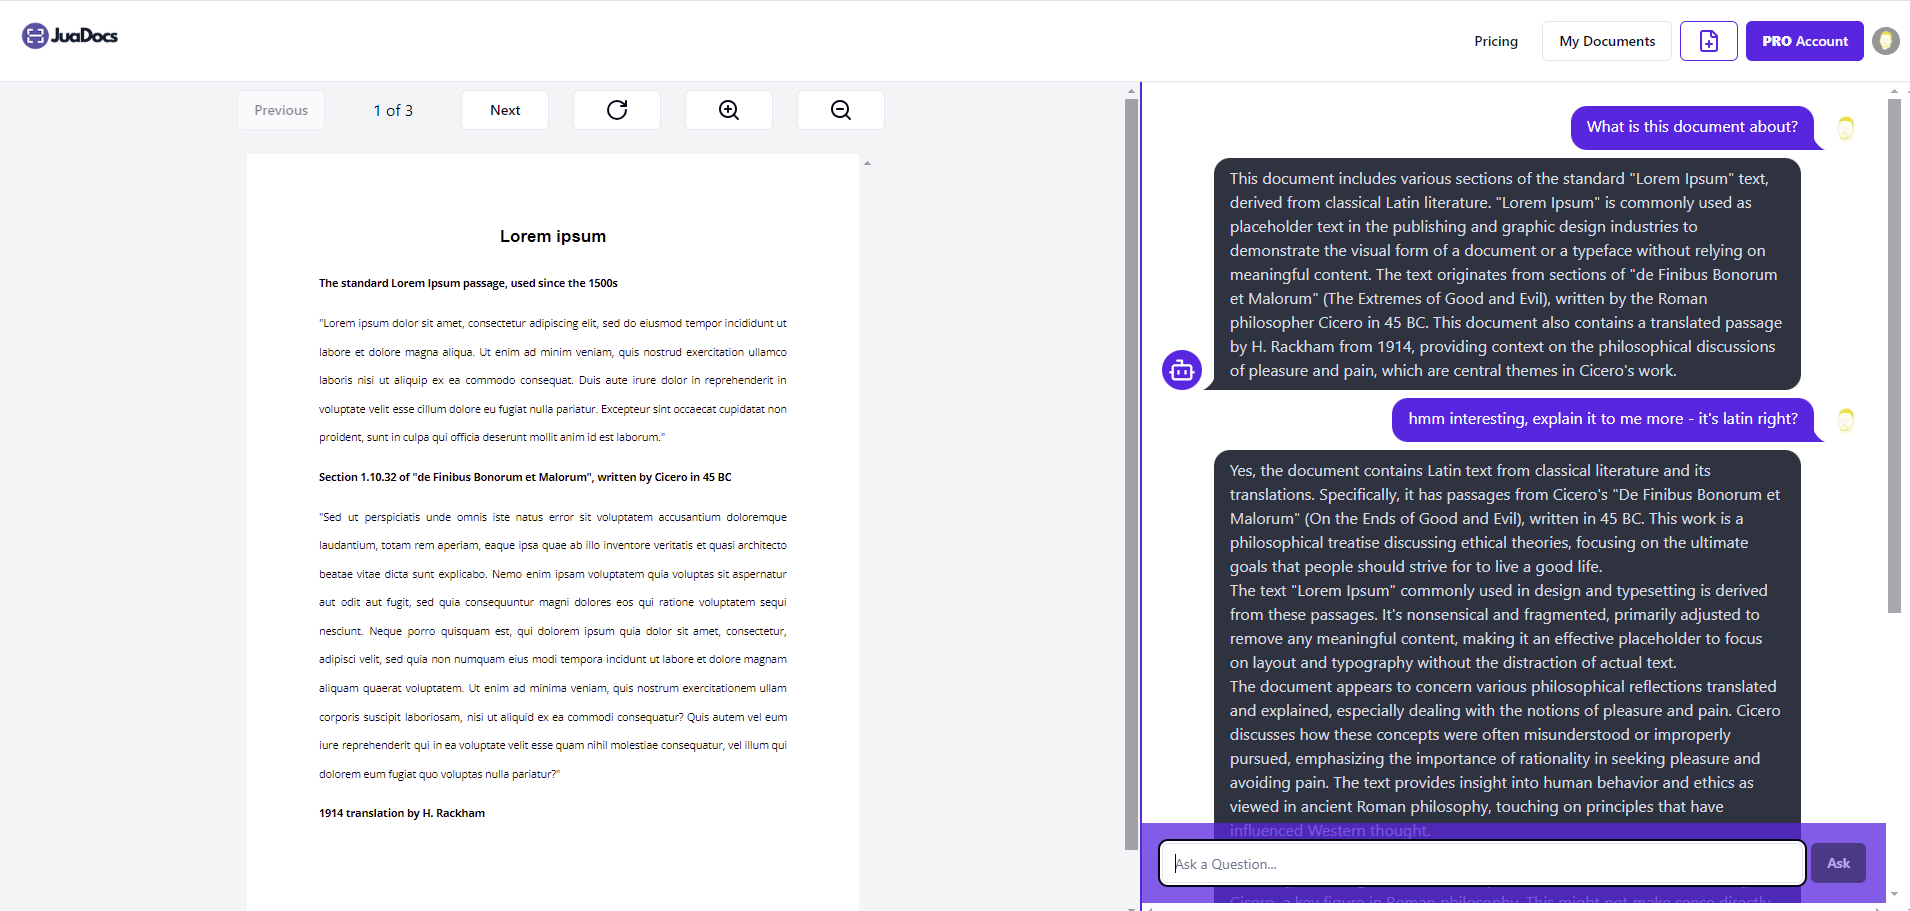 JuaDocs
Pricing
My Documents
PRO Account
Previous
1 of 3
Next
Lorem ipsum
The standard Lorem Ipsum passage, used since the 1500s
"Lorem ipsum dolor sit amet, consectetur adipiscing elit, sed do eiusmod tempor incididunt ut
labore et dolore magna aliqua. Ut enim ad minim veniam, quis nostrud exercitation ullamco
laboris nisi ut aliquip ex ea commodo consequat. Duis aute irure dolor in reprehenderit in
voluptate velit esse cillum dolore eu fugiat nulla pariatur. Excepteur sint occaecat cupidatat non
proident, sunt in culpa qui officia deserunt mollit anim id est laborum."
Section 1.10.32 of "de Finibus Bonorum et Malorum", written by Cicero in 45 BC
"Sed ut perspiciatis unde omnis iste natus error sit voluptatem accusantium doloremque
laudantium, totam rem aperiam, eaque ipsa quae ab illo inventore veritatis et quasi architecto
beatae vitae dicta sunt explicabo. Nemo enim ipsam voluptatem quia voluptas sit aspernatur
aut odit aut fugit, sed quia consequuntur magni dolores eos qui ratione voluptatem sequi
nesciunt. Neque porro quisquam est, qui dolorem ipsum quia dolor sit amet, consectetur,
adipisci velit, sed quia non numquam eius modi tempora incidunt ut labore et dolore magnam
aliquam quaerat voluptatem. Ut enim ad minima veniam, quis nostrum exercitationem ullam
corporis suscipit laboriosam, nisi ut aliquid ex ea commodi consequatur? Quis autem vel eum
iure reprehenderit qui in ea voluptate velit esse quam nihil molestiae consequatur, vel illum qui
dolorem eum fugiat quo voluptas nulla pariatur?"
1914 translation by H. Rackham
What is this document about?
This document includes various sections of the standard "Lorem Ipsum" text,
derived from classical Latin literature. "Lorem Ipsum" is commonly used as
placeholder text in the publishing and graphic design industries to
demonstrate the visual form of a document or a typeface without relying on
meaningful content. The text originates from sections of "de Finibus Bonorum
et Malorum" (The Extremes of Good and Evil), written by the Roman
philosopher Cicero in 45 BC. This document also contains a translated passage
by H. Rackham from 1914, providing context on the philosophical discussions
of pleasure and pain, which are central themes in Cicero's work.
hmm interesting, explain it to me more - it's latin right?
Yes, the document contains Latin text from classical literature and its
translations. Specifically, it has passages from Cicero's "De Finibus Bonorum et
Malorum" (On the Ends of Good and Evil), written in 45 BC. This work is a
philosophical treatise discussing ethical theories, focusing on the ultimate
goals that people should strive for to live a good life.
The text "Lorem Ipsum" commonly used in design and typesetting is derived
from these passages. It's nonsensical and fragmented, primarily adjusted to
remove any meaningful content, making it an effective placeholder to focus
on layout and typography without the distraction of actual text.
The document appears to concern various philosophical reflections translated
and explained, especially dealing with the notions of pleasure and pain. Cicero
discusses how these concepts were often misunderstood or improperly
pursued, emphasizing the importance of rationality in seeking pleasure and
avoiding pain. The text provides insight into human behavior and ethics as
viewed in ancient Roman philosophy, touching on principles that have
influenced Western thought.
Ask a Question...
Ask
Cicero, a key figure in Roman philosophy. This might not make sense directly